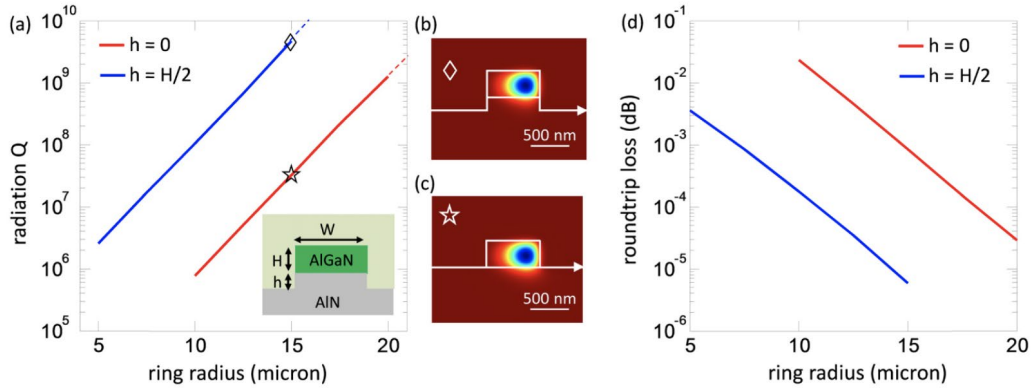 (a)
h = 0
h = H/2
radiation Q
10^10
10^9
10^8
10^7
10^6
10^5
5
10
15
20
ring radius (micron)
W
H
AlGaN
h
AlN
(b)
500 nm
(c)
500 nm
(d)
h = 0
h = H/2
roundtrip loss (dB)
10^0
10^-1
10^-2
10^-3
10^-4
10^-5
10^-6
5
10
15
20
ring radius (micron)